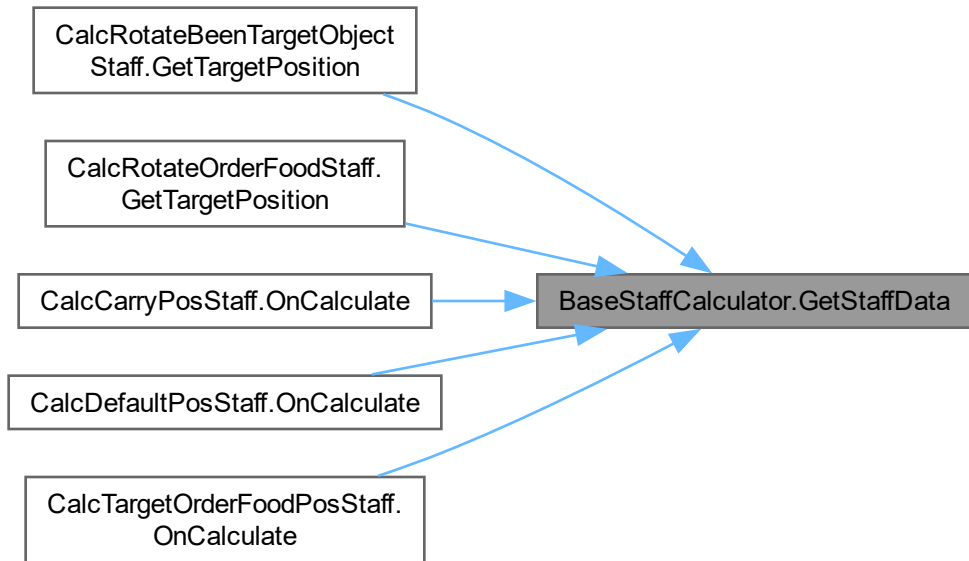 CalcRotateBeenTargetObject
Staff.GetTargetPosition
CalcRotateOrderFoodStaff.
GetTargetPosition
CalcCarryPosStaff.OnCalculate
BaseStaffCalculator.GetStaffData
CalcDefaultPosStaff.OnCalculate
CalcTargetOrderFoodPosStaff.
OnCalculate